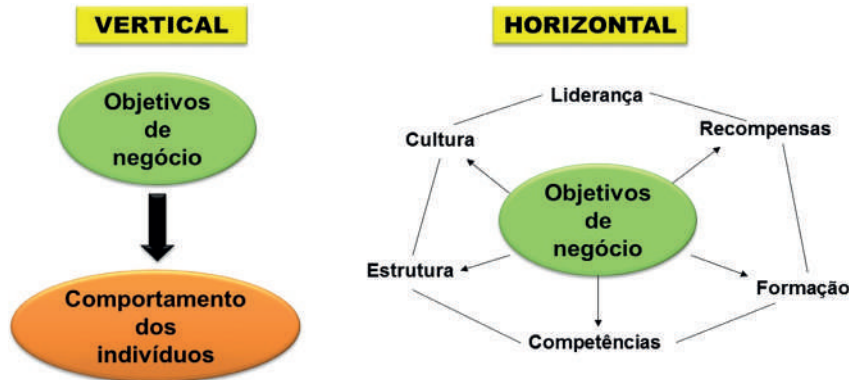 VERTICAL
Objetivos
de
negócio
Comportamento
dos
indivíduos
HORIZONTAL
Liderança
Recompensas
Cultura
Objetivos
de
negócio
Estrutura
Formação
Competências